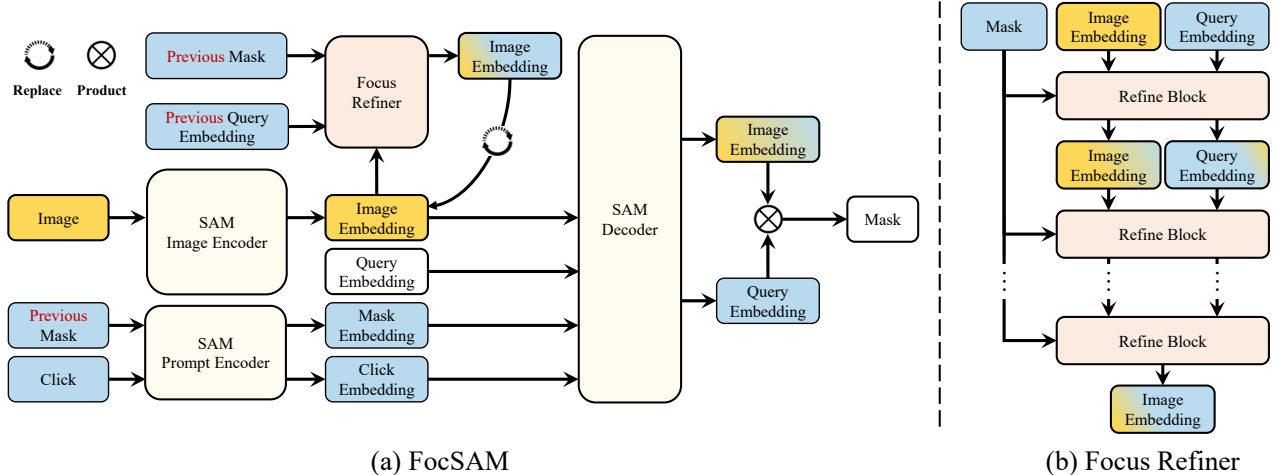 Replace
Product
Previous Mask
Previous Query
Embedding
Focus
Refiner
Image
Embedding
Image
SAM
Image Encoder
Image
Embedding
Query
Embedding
Previous
Mask
Click
SAM
Prompt Encoder
Mask
Embedding
Click
Embedding
SAM
Decoder
Image
Embedding
Mask
Query
Embedding
(a) FocSAM
Mask
Image
Embedding
Query
Embedding
Refine Block
Image
Embedding
Query
Embedding
Refine Block
Refine Block
Image
Embedding
(b) Focus Refiner